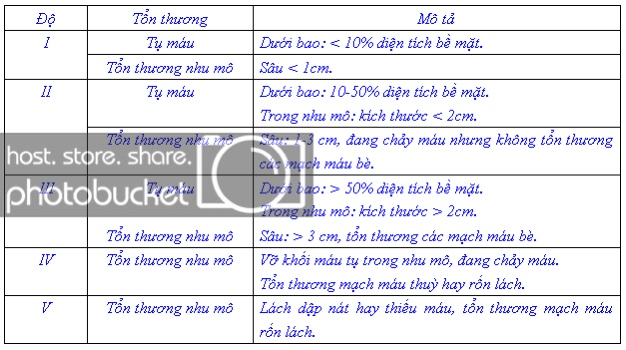 Độ Tổn thương Mô tả
I Tụ máu Dưới bao: < 10% diện tích bề mặt.
Tổn thương nhu mô Sâu < 1cm.
II Tụ máu Dưới bao: 10-50% diện tích bề mặt.
Trong nhu mô: kích thước < 2cm.
Tổn thương nhu mô Sâu: 1-3 cm, đang chảy máu nhưng không tổn thương
các mạch máu bè.
host. store. share.
photobucket
III Tụ máu Dưới bao: > 50% diện tích bề mặt.
Trong nhu mô: kích thước > 2cm.
Tổn thương nhu mô Sâu: > 3 cm, tổn thương các mạch máu bè.
IV Tổn thương nhu mô Vỡ khối máu tụ trong nhu mô, đang chảy máu.
Tổn thương mạch máu thuỳ hay rốn lách.
V Tổn thương nhu mô Lách dập nát hay thiếu máu, tổn thương mạch máu
rốn lách.